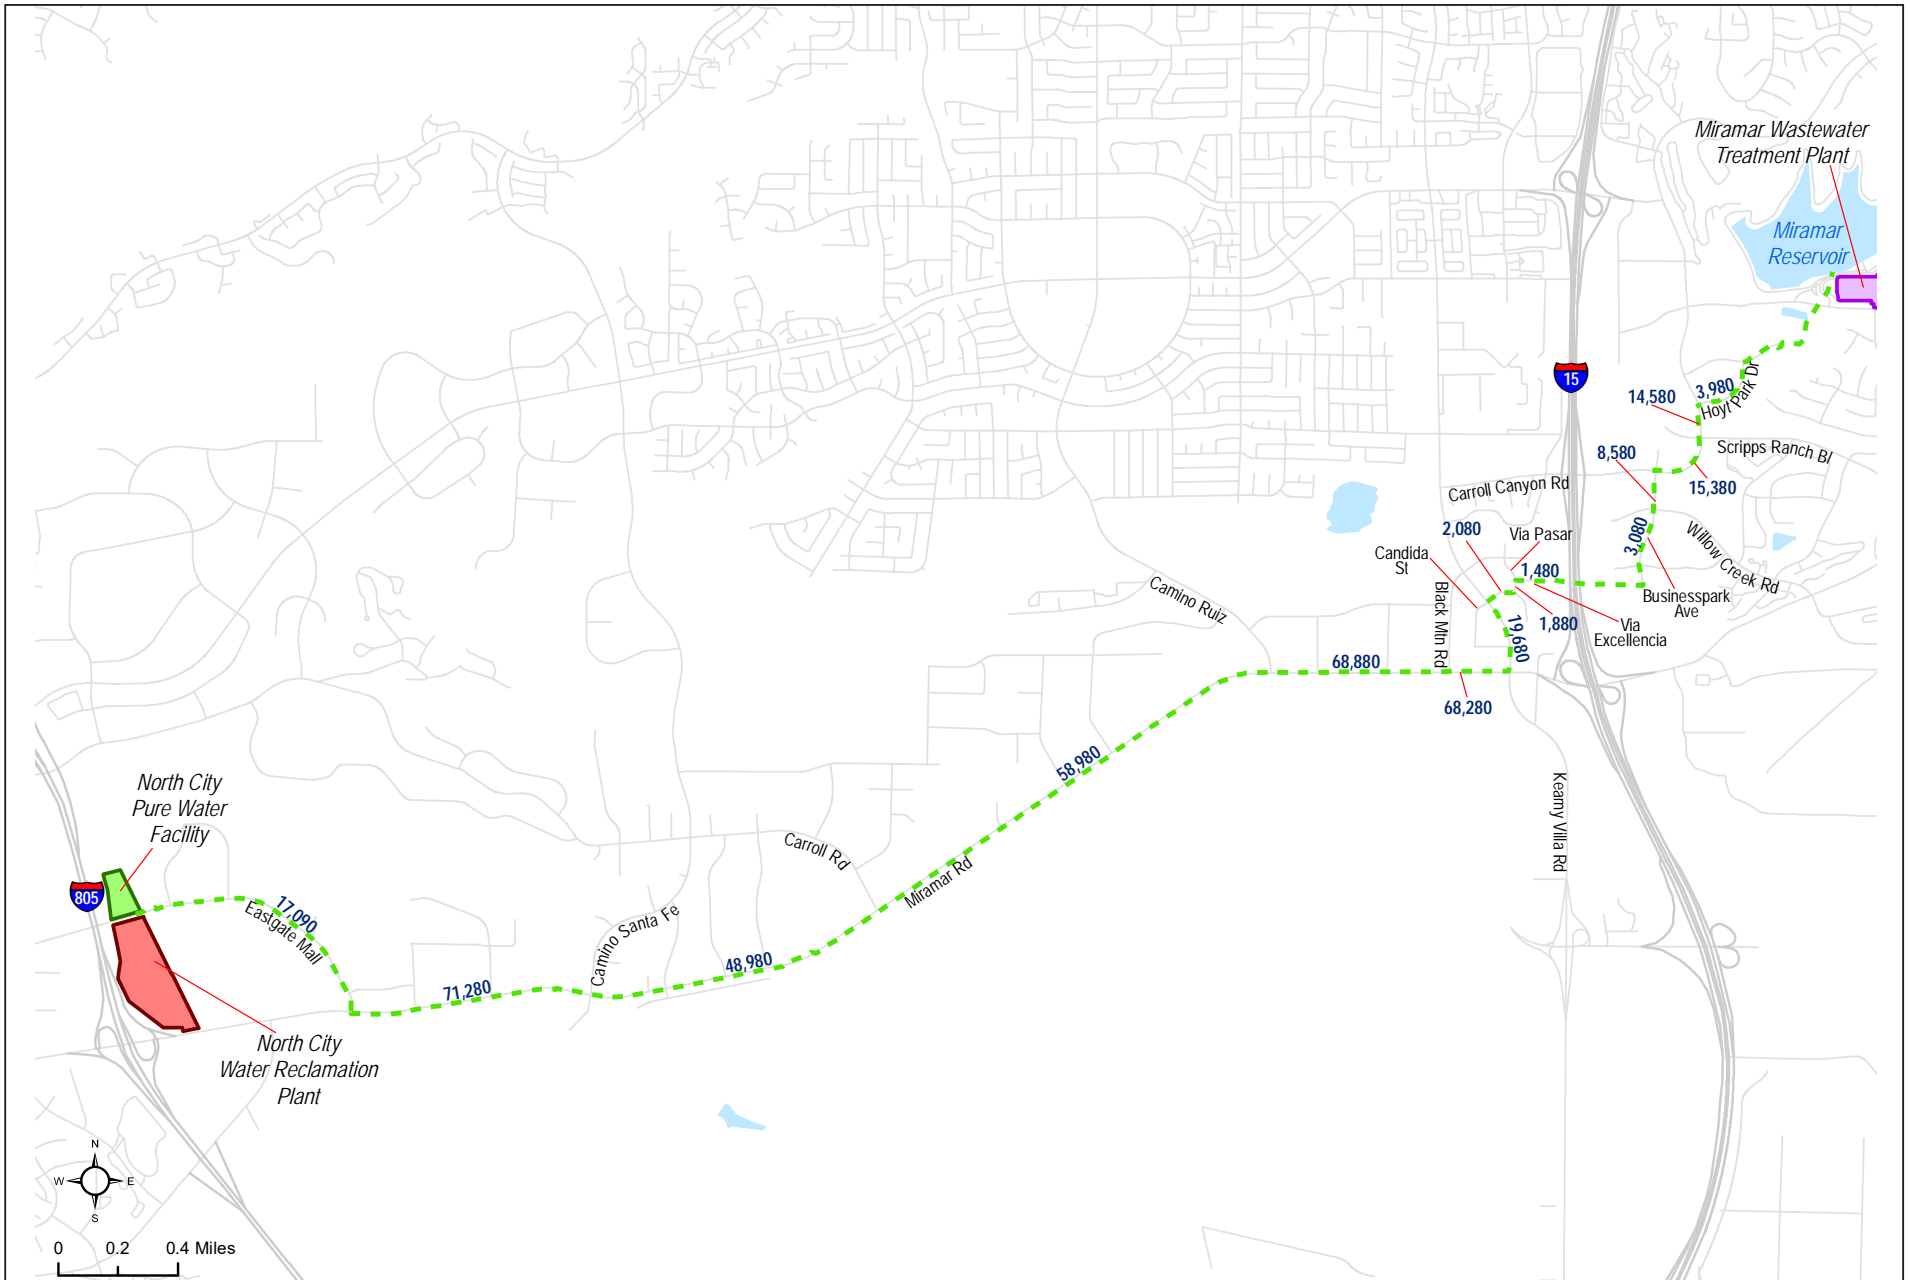 Miramar Wastewater
Treatment Plant
Miramar
Reservoir
15
14,580
3,980
Hoyt Park Dr
8,580
Scripps Ranch Bl
15,380
Carroll Canyon Rd
2,080
Via Pasar
3,080
Willow Creek Rd
Candida
St
1,480
Camino Ruiz
Black Mtn Rd
Businesspark
Ave
19,680
1,880
Via
Excellencia
68,880
68,280
58,980
Kearny Villa Rd
North City
Pure Water
Facility
Carroll Rd
Miramar Rd
805
17,090
Eastgate Mall
Camino Santa Fe
48,980
71,280
North City
Water Reclamation
Plant
N
W E
S
0 0.2 0.4 Miles